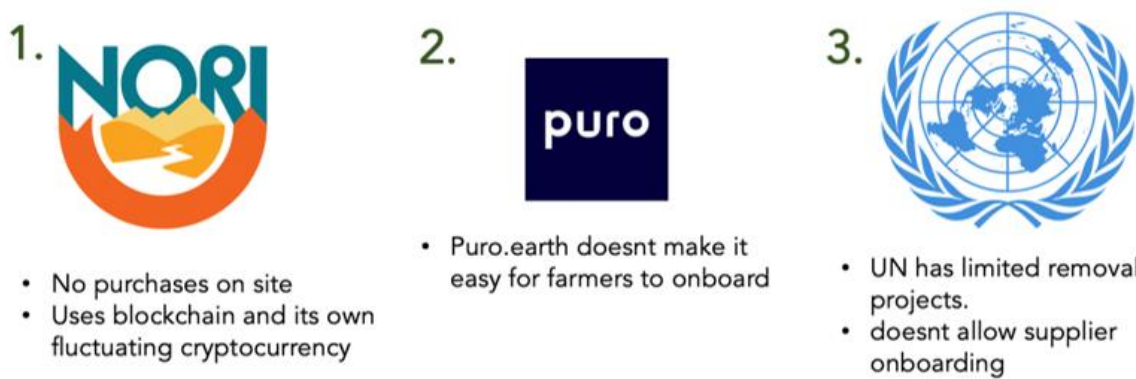 1.
NORI
• No purchases on site
• Uses blockchain and its own
fluctuating cryptocurrency
2.
puro
• Puro.earth doesnt make it
easy for farmers to onboard
3.
• UN has limited removal
projects.
• doesnt allow supplier
onboarding